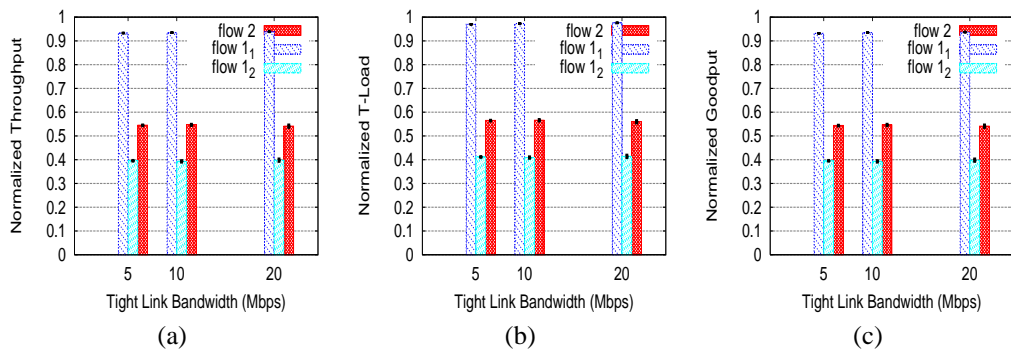 1
0.9
0.8
0.7
0.6
0.5
0.4
0.3
0.2
0.1
0
Normalized Throughput
flow 2
flow 1₁
flow 1₂
5 10 20
Tight Link Bandwidth (Mbps)
(a)
1
0.9
0.8
0.7
0.6
0.5
0.4
0.3
0.2
0.1
0
Normalized T-Load
flow 2
flow 1₁
flow 1₂
5 10 20
Tight Link Bandwidth (Mbps)
(b)
1
0.9
0.8
0.7
0.6
0.5
0.4
0.3
0.2
0.1
0
Normalized Goodput
flow 2
flow 1₁
flow 1₂
5 10 20
Tight Link Bandwidth (Mbps)
(c)